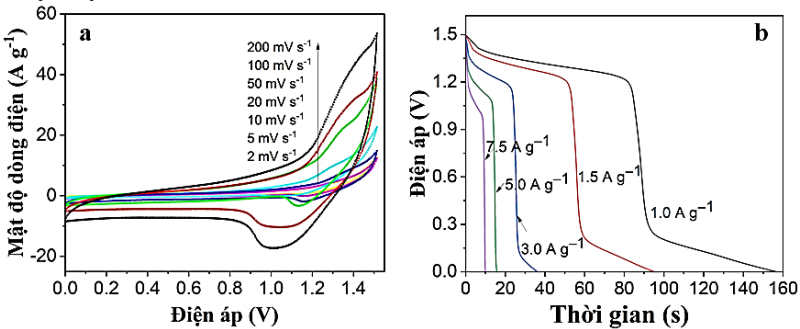 a
Mật độ dòng điện (A g⁻¹)
60
40
20
0
-20
200 mV s⁻¹
100 mV s⁻¹
50 mV s⁻¹
20 mV s⁻¹
10 mV s⁻¹
5 mV s⁻¹
2 mV s⁻¹
0.0 0.2 0.4 0.6 0.8 1.0 1.2 1.4
Điện áp (V)
b
Điện áp (V)
1.5
1.2
0.9
0.6
0.3
0.0
7.5 A g⁻¹
5.0 A g⁻¹
1.5 A g⁻¹
1.0 A g⁻¹
3.0 A g⁻¹
0 20 40 60 80 100 120 140 160
Thời gian (s)